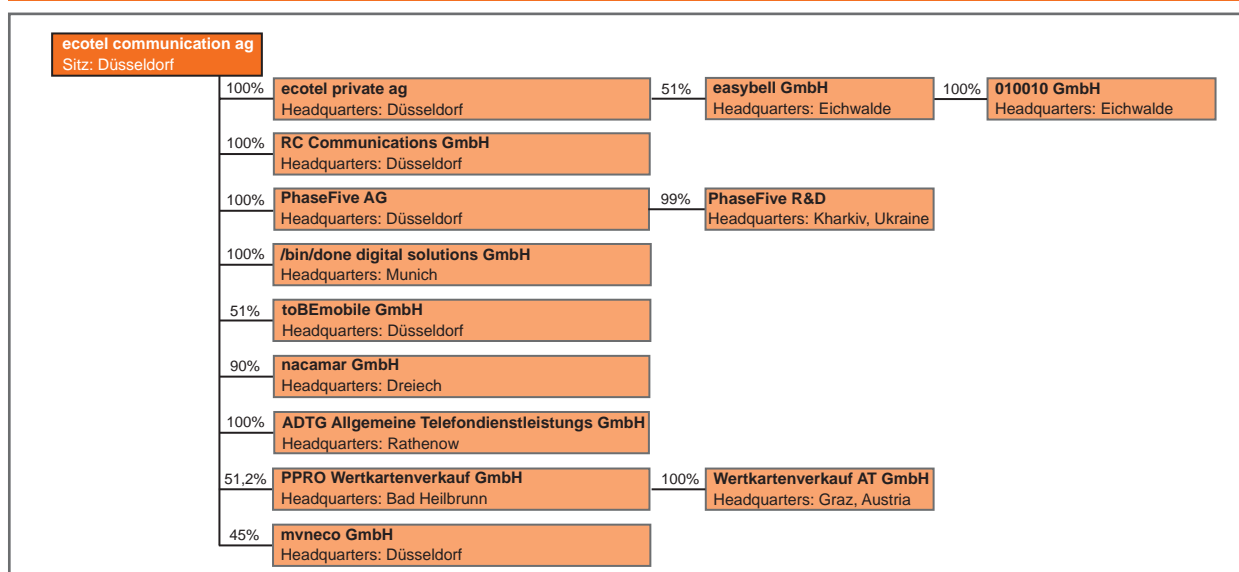 ecotel communication ag
Sitz: Düsseldorf
100%
ecotel private ag
Headquarters: Düsseldorf
51%
easybell GmbH
Headquarters: Eichwalde
100%
010010 GmbH
Headquarters: Eichwalde
100%
RC Communications GmbH
Headquarters: Düsseldorf
100%
PhaseFive AG
Headquarters: Düsseldorf
99%
PhaseFive R&D
Headquarters: Kharkiv, Ukraine
100%
/bin/done digital solutions GmbH
Headquarters: Munich
51%
toBEmobile GmbH
Headquarters: Düsseldorf
90%
nacamar GmbH
Headquarters: Dreiech
100%
ADTG Allgemeine Telefondienstleistungs GmbH
Headquarters: Rathenow
51,2%
PPRO Wertkartenverkauf GmbH
Headquarters: Bad Heilbrunn
100%
Wertkartenverkauf AT GmbH
Headquarters: Graz, Austria
45%
mvneco GmbH
Headquarters: Düsseldorf